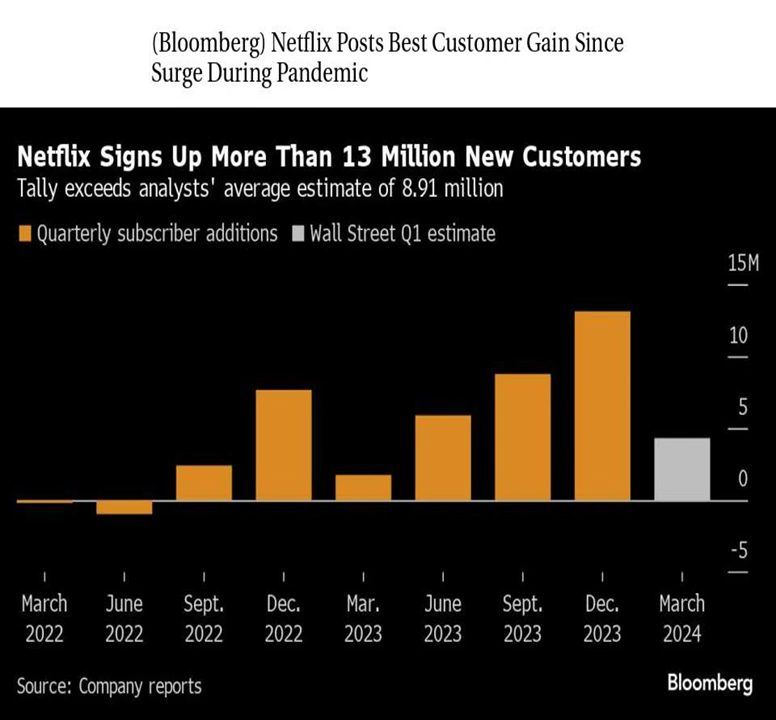 (Bloomberg) Netflix Posts Best Customer Gain Since
Surge During Pandemic
Netflix Signs Up More Than 13 Million New Customers
Tally exceeds analysts' average estimate of 8.91 million
Quarterly subscriber additions Wall Street Q1 estimate
15M
10
5
0
-5
March June Sept. Dec. Mar. June Sept. Dec. March
2022 2022 2022 2022 2023 2023 2023 2023 2024
Source: Company reports Bloomberg